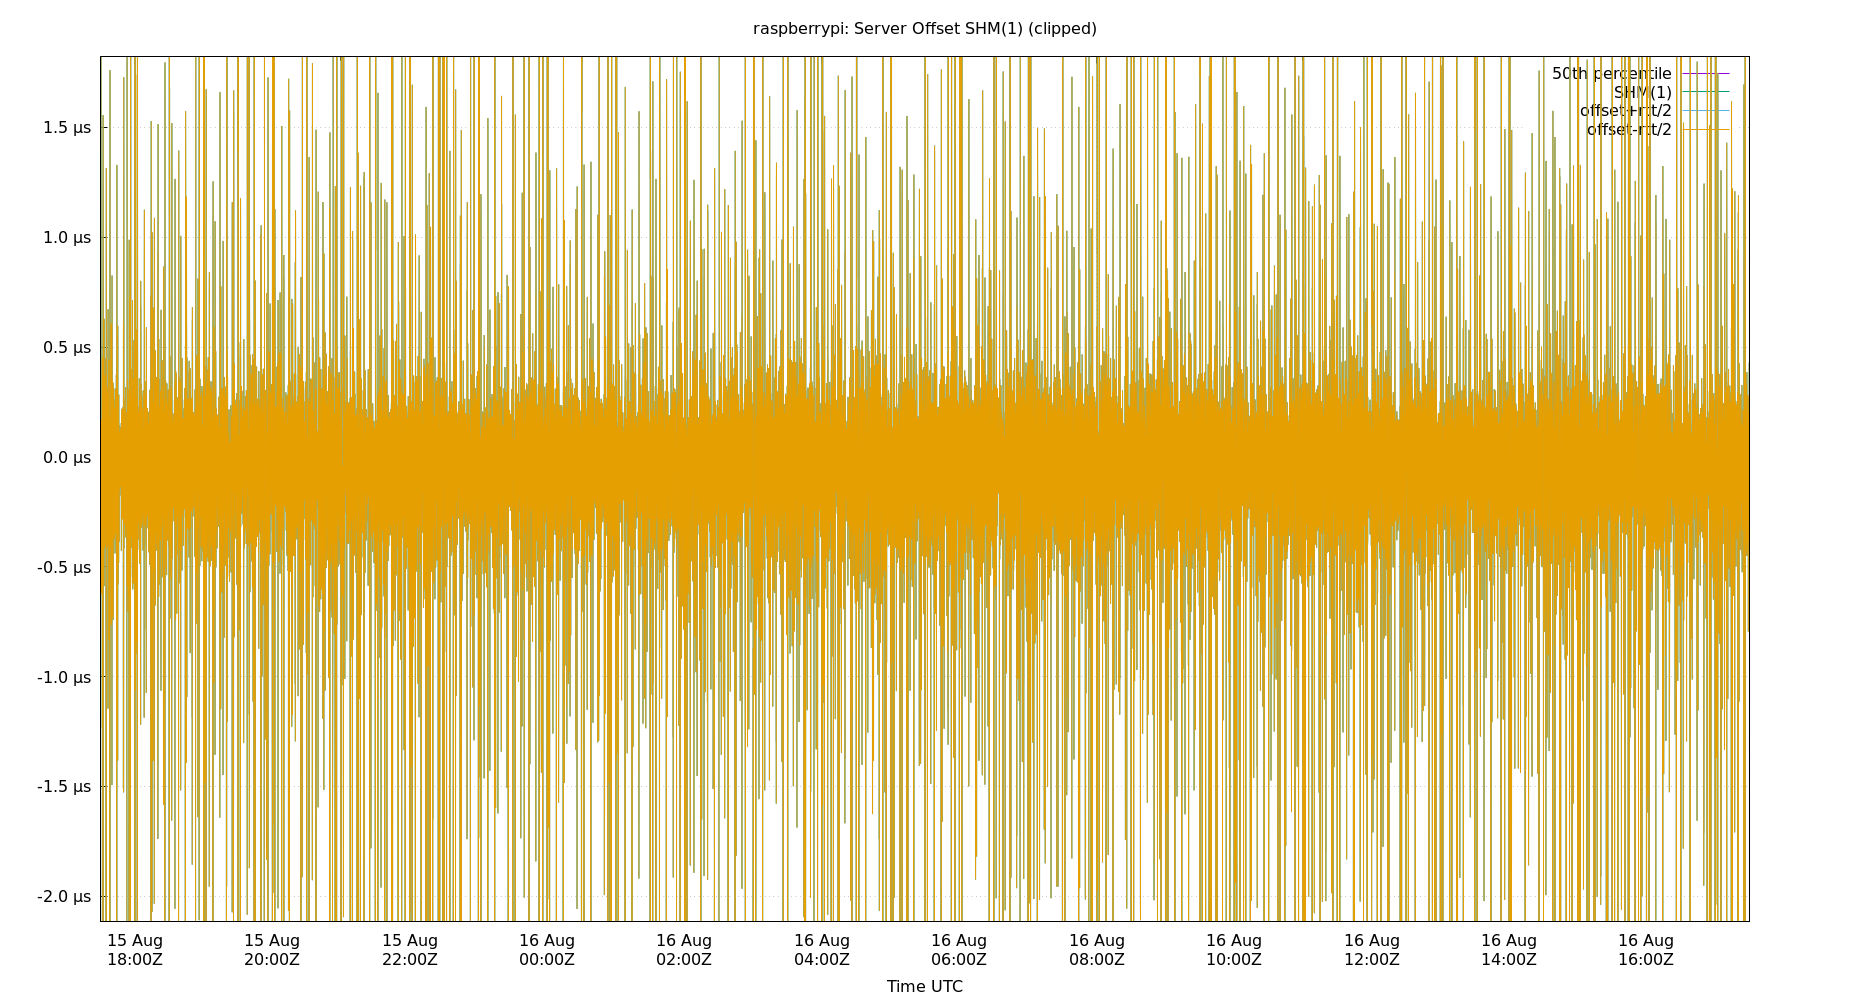 raspberrypi: Server Offset SHM(1) (clipped)
50th percentile
SHM(1)
offset+rtt/2
offset-rtt/2
1.5 µs
1.0 µs
0.5 µs
0.0 µs
-0.5 µs
-1.0 µs
-1.5 µs
-2.0 µs
15 Aug 15 Aug 15 Aug 16 Aug 16 Aug 16 Aug 16 Aug 16 Aug 16 Aug 16 Aug 16 Aug 16 Aug
18:00Z 20:00Z 22:00Z 00:00Z 02:00Z 04:00Z 06:00Z 08:00Z 10:00Z 12:00Z 14:00Z 16:00Z
Time UTC